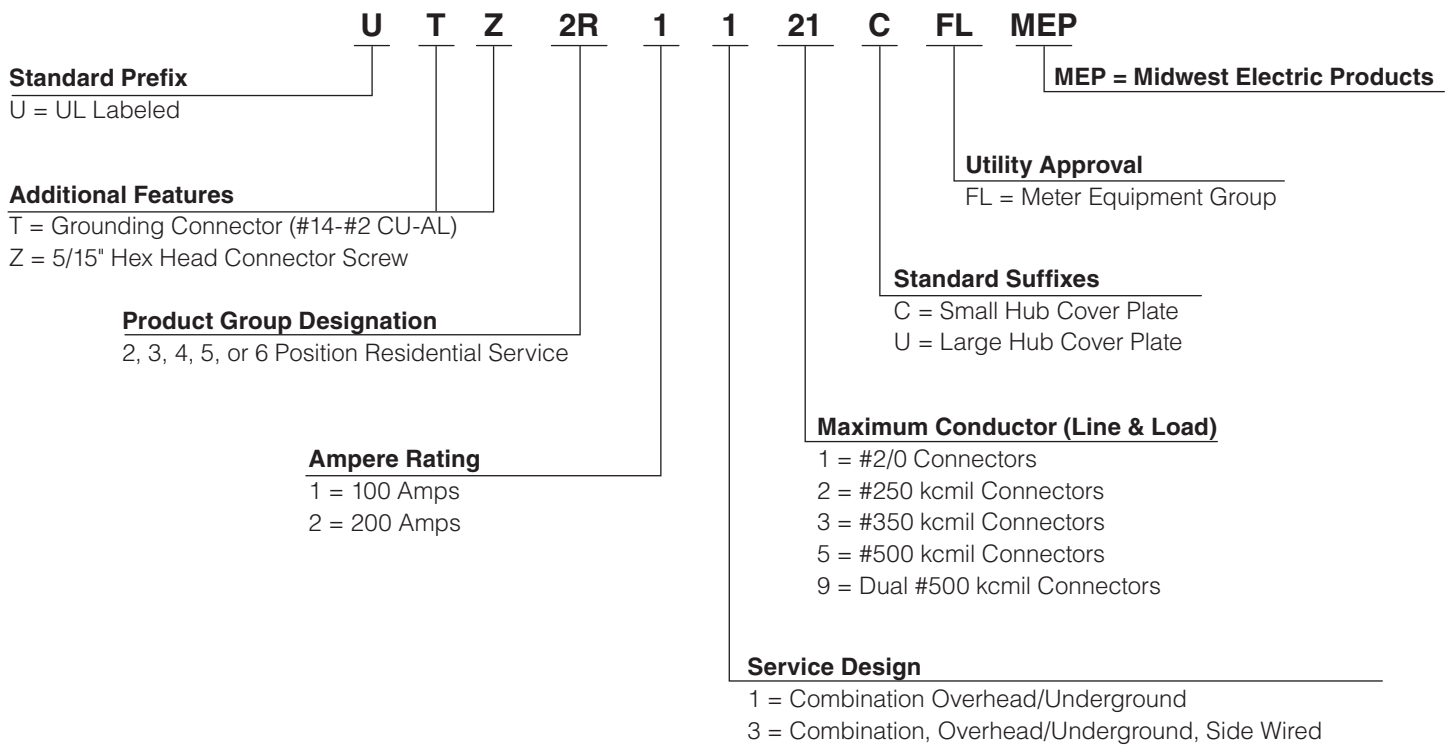 U T Z 2R 1 1 21 C FL MEP
Standard Prefix
U = UL Labeled
MEP = Midwest Electric Products
Utility Approval
FL = Meter Equipment Group
Additional Features
T = Grounding Connector (#14-#2 CU-AL)
Z = 5/15" Hex Head Connector Screw
Standard Suffixes
C = Small Hub Cover Plate
U = Large Hub Cover Plate
Product Group Designation
2, 3, 4, 5, or 6 Position Residential Service
Maximum Conductor (Line & Load)
1 = #2/0 Connectors
2 = #250 kcmil Connectors
3 = #350 kcmil Connectors
5 = #500 kcmil Connectors
9 = Dual #500 kcmil Connectors
Ampere Rating
1 = 100 Amps
2 = 200 Amps
Service Design
1 = Combination Overhead/Underground
3 = Combination, Overhead/Underground, Side Wired